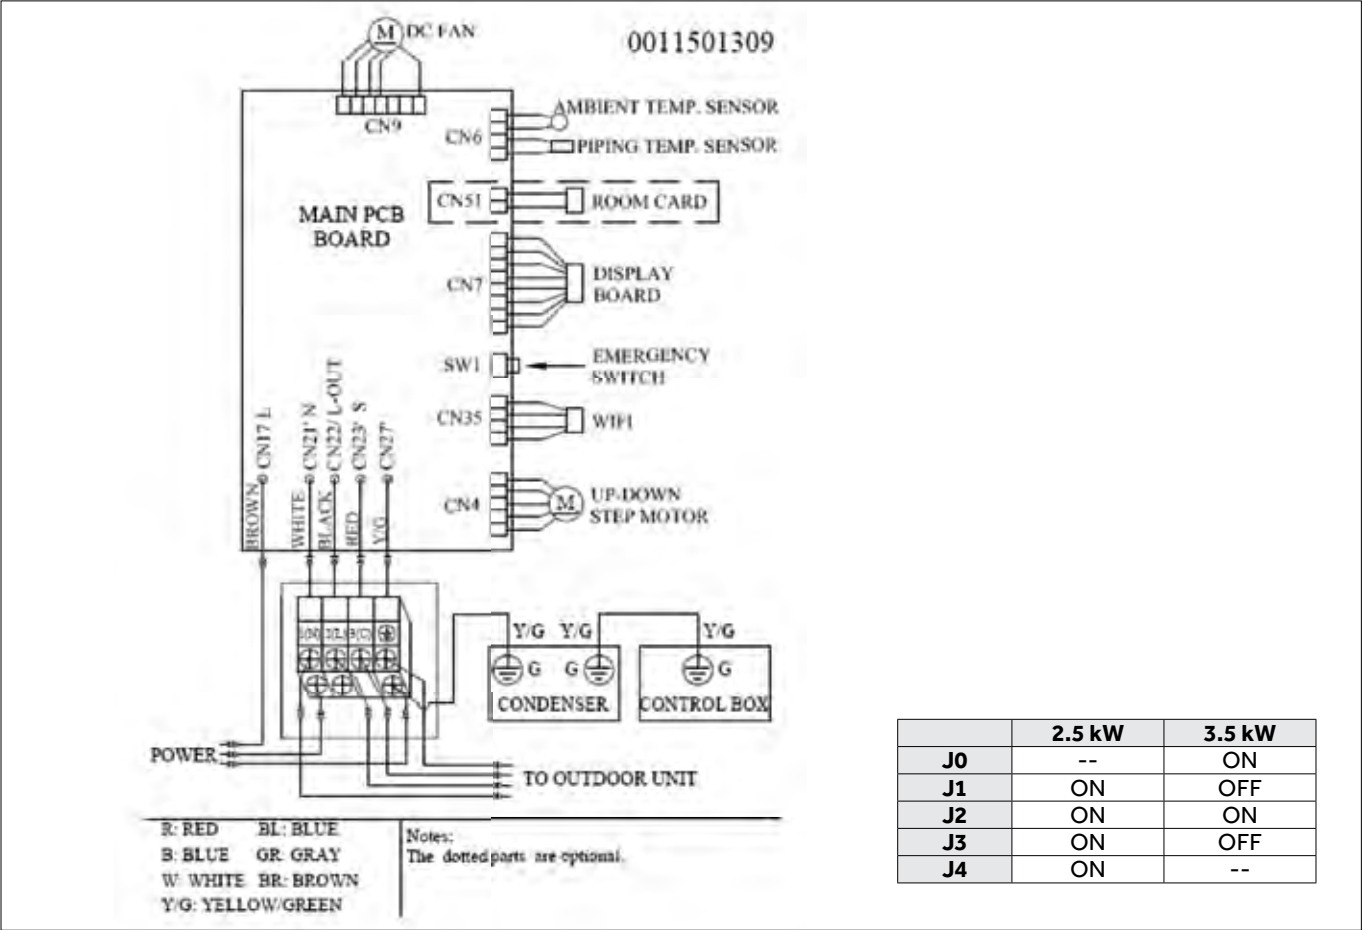 M DC FAN
0011501309
CN9
AMBIENT TEMP. SENSOR
CN6
PIPING TEMP. SENSOR
CN51
ROOM CARD
MAIN PCB
BOARD
CN7
DISPLAY
BOARD
SW1
EMERGENCY
SWITCH
CN35
WIFI
CN4
M
UP-DOWN
STEP MOTOR
CN17 L
CN21' N
CN22/ L-OUT
CN23' S
CN27'
BROWN
WHITE
BLACK
RED
Y/G
1(N) 2(L) 3(C)
Y/G Y/G Y/G
G G G
CONDENSER
CONTROL BOX
POWER
TO OUTDOOR UNIT
R: RED BL: BLUE
B: BLUE GR: GRAY
W: WHITE BR: BROWN
Y/G: YELLOW/GREEN
Notes:
The dotted parts are optional.
2.5 kW 3.5 kW
J0 -- ON
J1 ON OFF
J2 ON ON
J3 ON OFF
J4 ON --